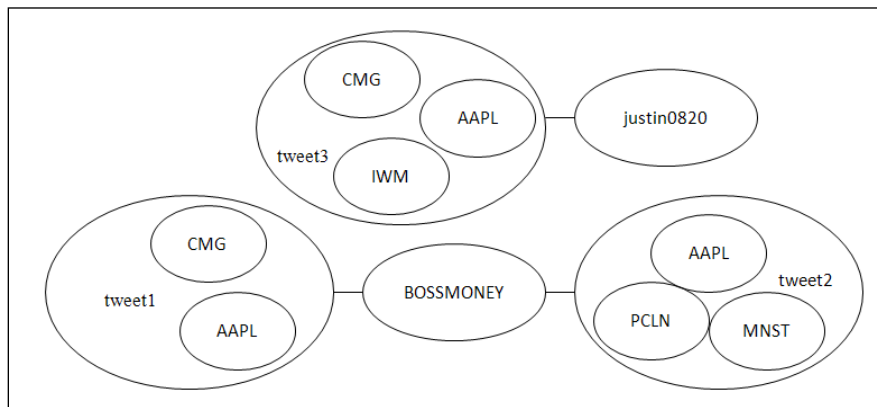 CMG
AAPL
justin0820
tweet3
IWM
CMG
AAPL
tweet2
tweet1
BOSSMONEY
AAPL
PCLN
MNST